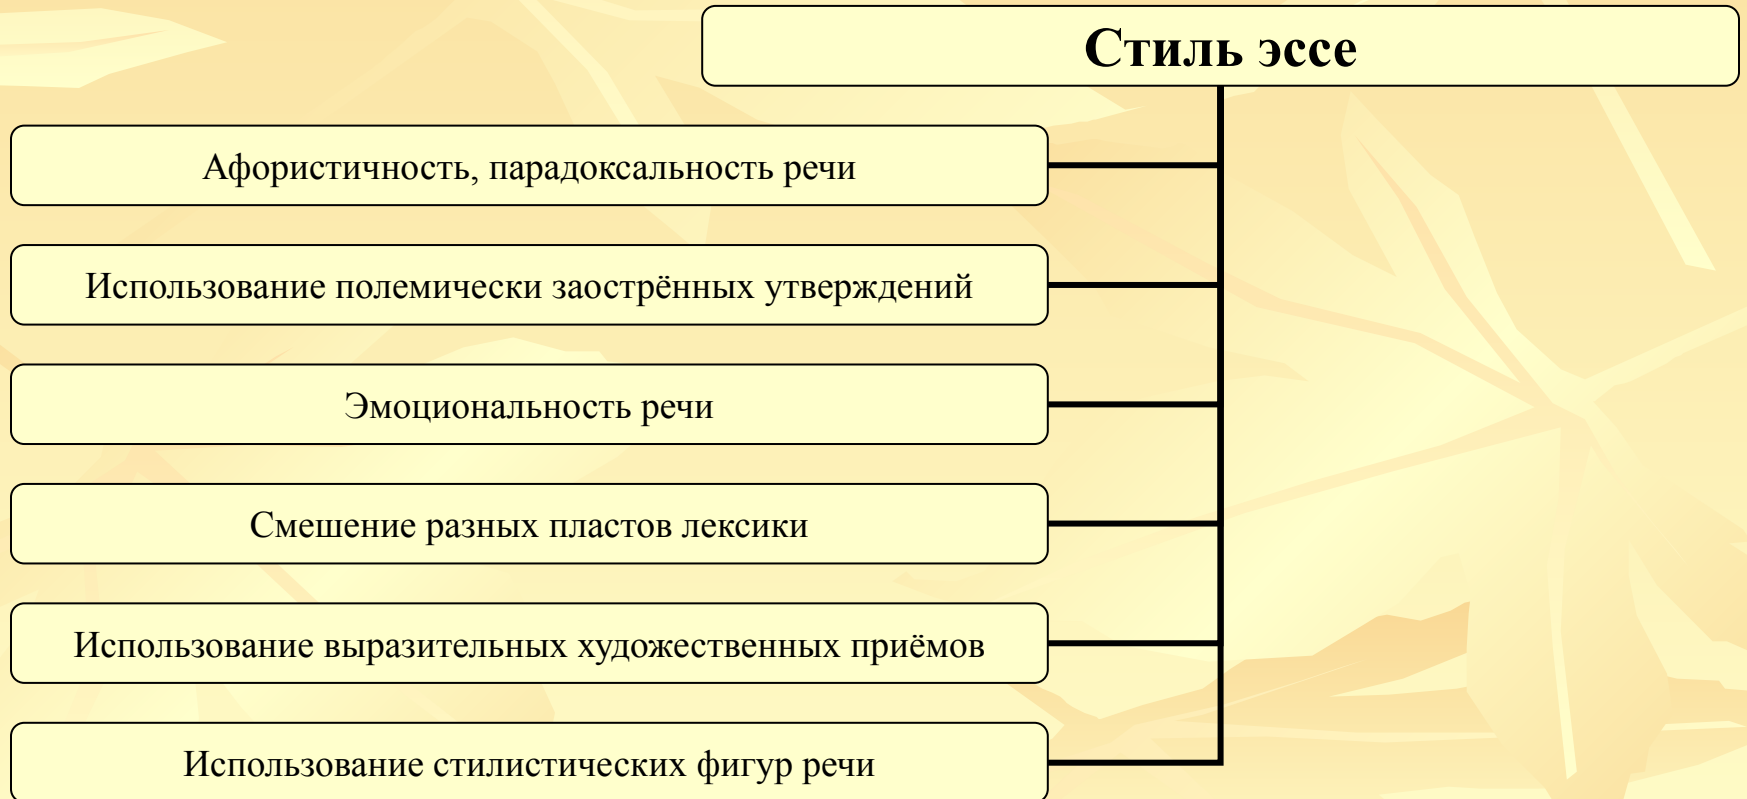 Стиль эссе
Афористичность, парадоксальность речи
Использование полемически заострённых утверждений
Эмоциональность речи
Смешение разных пластов лексики
Использование выразительных художественных приёмов
Использование стилистических фигур речи